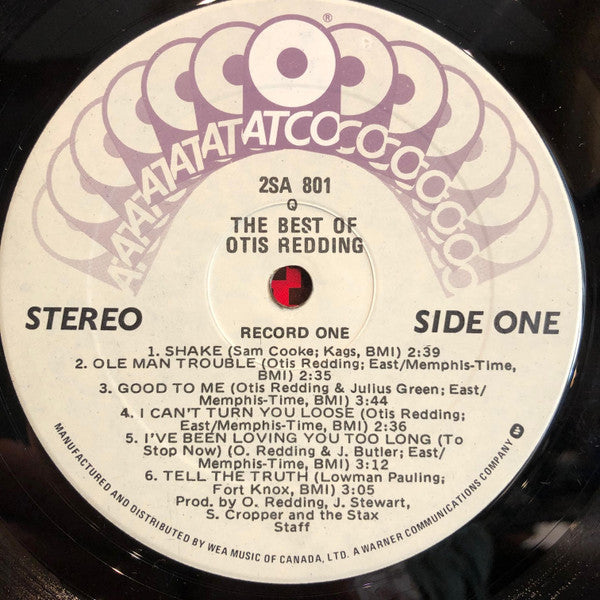 ®
ATATATATATATCOCOCOCOCOCO
2SA 801
Q
THE BEST OF
OTIS REDDING
STEREO
SIDE ONE
RECORD ONE
1. SHAKE (Sam Cooke; Kags, BMI) 2:39
2. OLE MAN TROUBLE (Otis Redding; East/Memphis-Time,
BMI) 2:35
3. GOOD TO ME (Otis Redding & Julius Green; East/
Memphis-Time, BMI) 3:44
4. I CAN'T TURN YOU LOOSE (Otis Redding;
East/Memphis-Time, BMI) 2:36
5. I'VE BEEN LOVING YOU TOO LONG (To
Stop Now) (O. Redding & J. Butler; East/
Memphis-Time, BMI) 3:12
6. TELL THE TRUTH (Lowman Pauling;
Fort Knox, BMI) 3:05
Prod. by O. Redding, J. Stewart,
S. Cropper and the Stax
Staff
MANUFACTURED AND DISTRIBUTED BY WEA MUSIC OF CANADA, LTD. A WARNER COMMUNICATIONS COMPANY